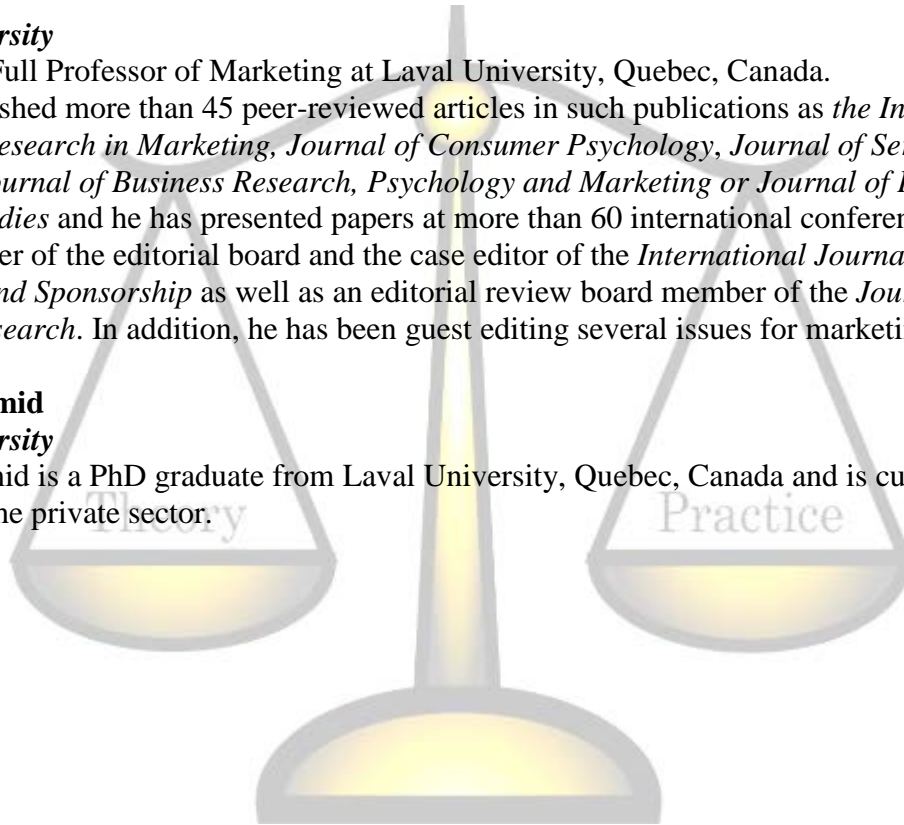 rsity
Full Professor of Marketing at Laval University, Quebec, Canada.
shed more than 45 peer-reviewed articles in such publications as the In
esearch in Marketing, Journal of Consumer Psychology, Journal of Se
ournal of Business Research, Psychology and Marketing or Journal of
dies and he has presented papers at more than 60 international conferen
er of the editorial board and the case editor of the International Journa
nd Sponsorship as well as an editorial review board member of the Jou
search. In addition, he has been guest editing several issues for marketi
mid
rsity
nid is a PhD graduate from Laval University, Quebec, Canada and is cu
he private sector.
Theory
Practice